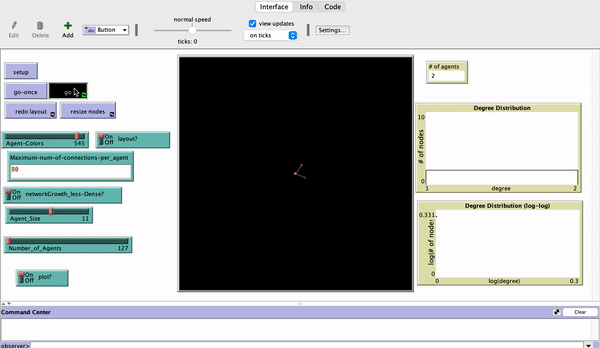 Interface Info Code
normal speed
Edit Delete Add Button
view updates
on ticks
Settings...
ticks: 0
setup
go-once go
redo layout resize nodes
Agent-Colors 545
On
Off
layout?
Maximum-num-of-connections-per_agent
80
On
Off
networkGrowth_less-Dense?
Agent_Size 11
Number_of_Agents 127
On
Off
plot?
# of agents
2
Degree Distribution
10
# of nodes
0
1 degree 2
Degree Distribution (log-log)
0.331
log(# of nodes)
0
0 log(degree) 0.3
Command Center
Clear
observer>